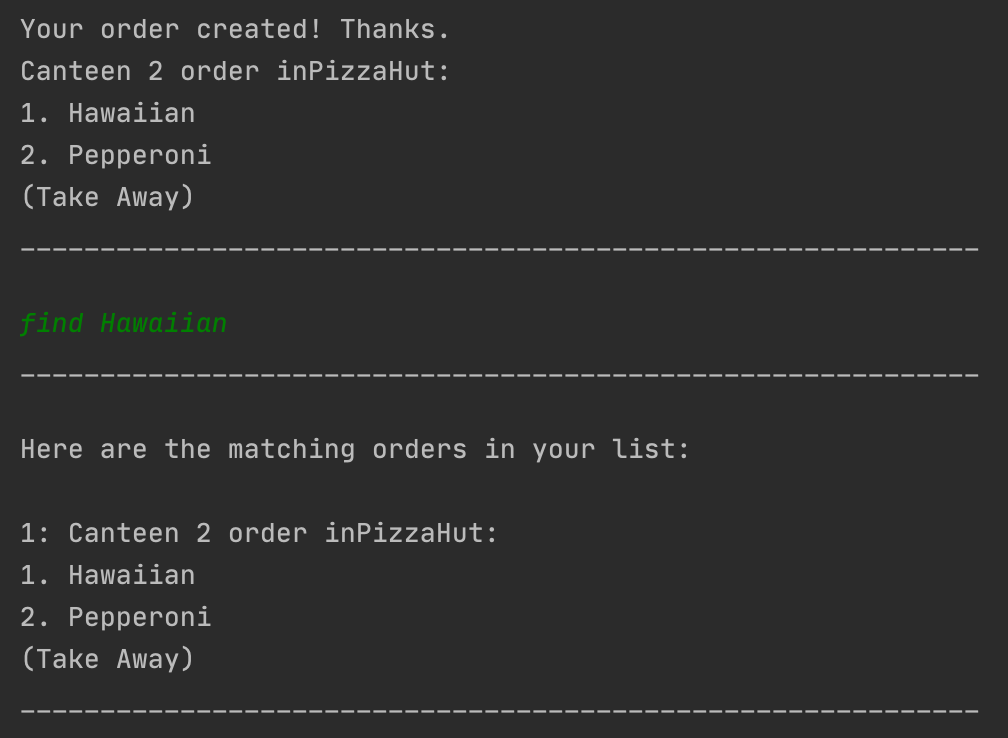 Your order created! Thanks.
Canteen 2 order inPizzaHut:
1. Hawaiian
2. Pepperoni
(Take Away)
____________________________________________________________
find Hawaiian
____________________________________________________________
Here are the matching orders in your list:
1: Canteen 2 order inPizzaHut:
1. Hawaiian
2. Pepperoni
(Take Away)
____________________________________________________________